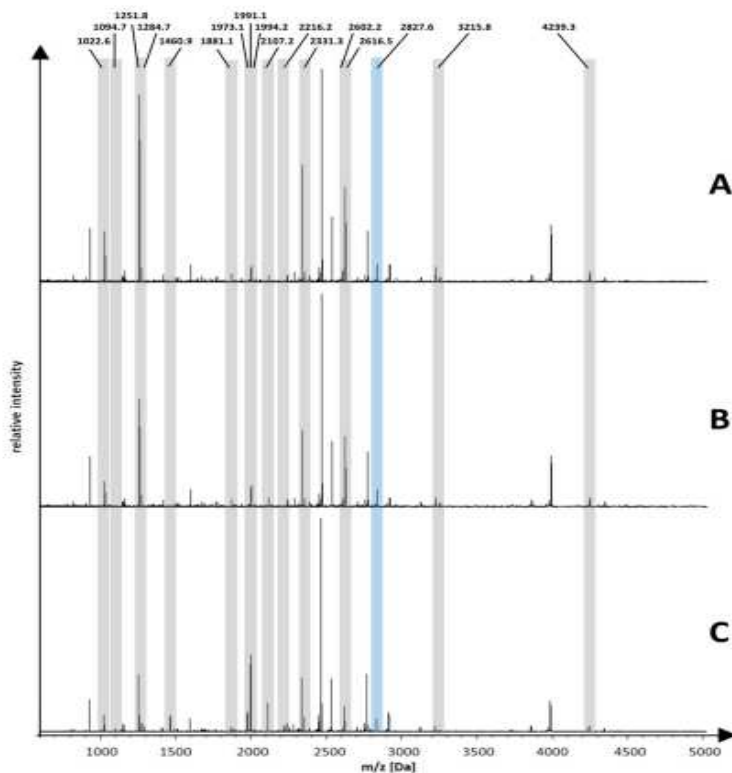 1251.8 1991.1
1094.7 1284.7 1973.1 1994.2 2216.2 2602.2 2827.6 3215.8 4239.3
1022.6 1460.9 1881.1 2107.2 2331.3 2616.5
A
B
C
relative intensity
1000 1500 2000 2500 3000 3500 4000 4500 5000
m/z [Da]